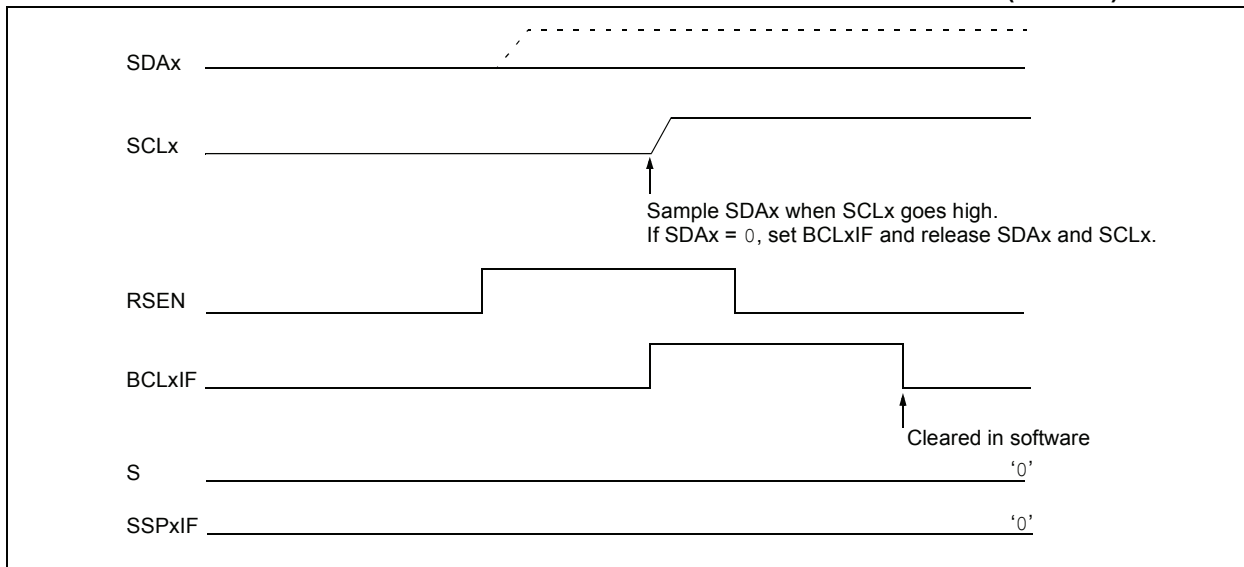 SDAx
SCLx
Sample SDAx when SCLx goes high.
If SDAx = 0, set BCLxIF and release SDAx and SCLx.
RSEN
BCLxIF
Cleared in software
S
‘0’
SSPxIF
‘0’